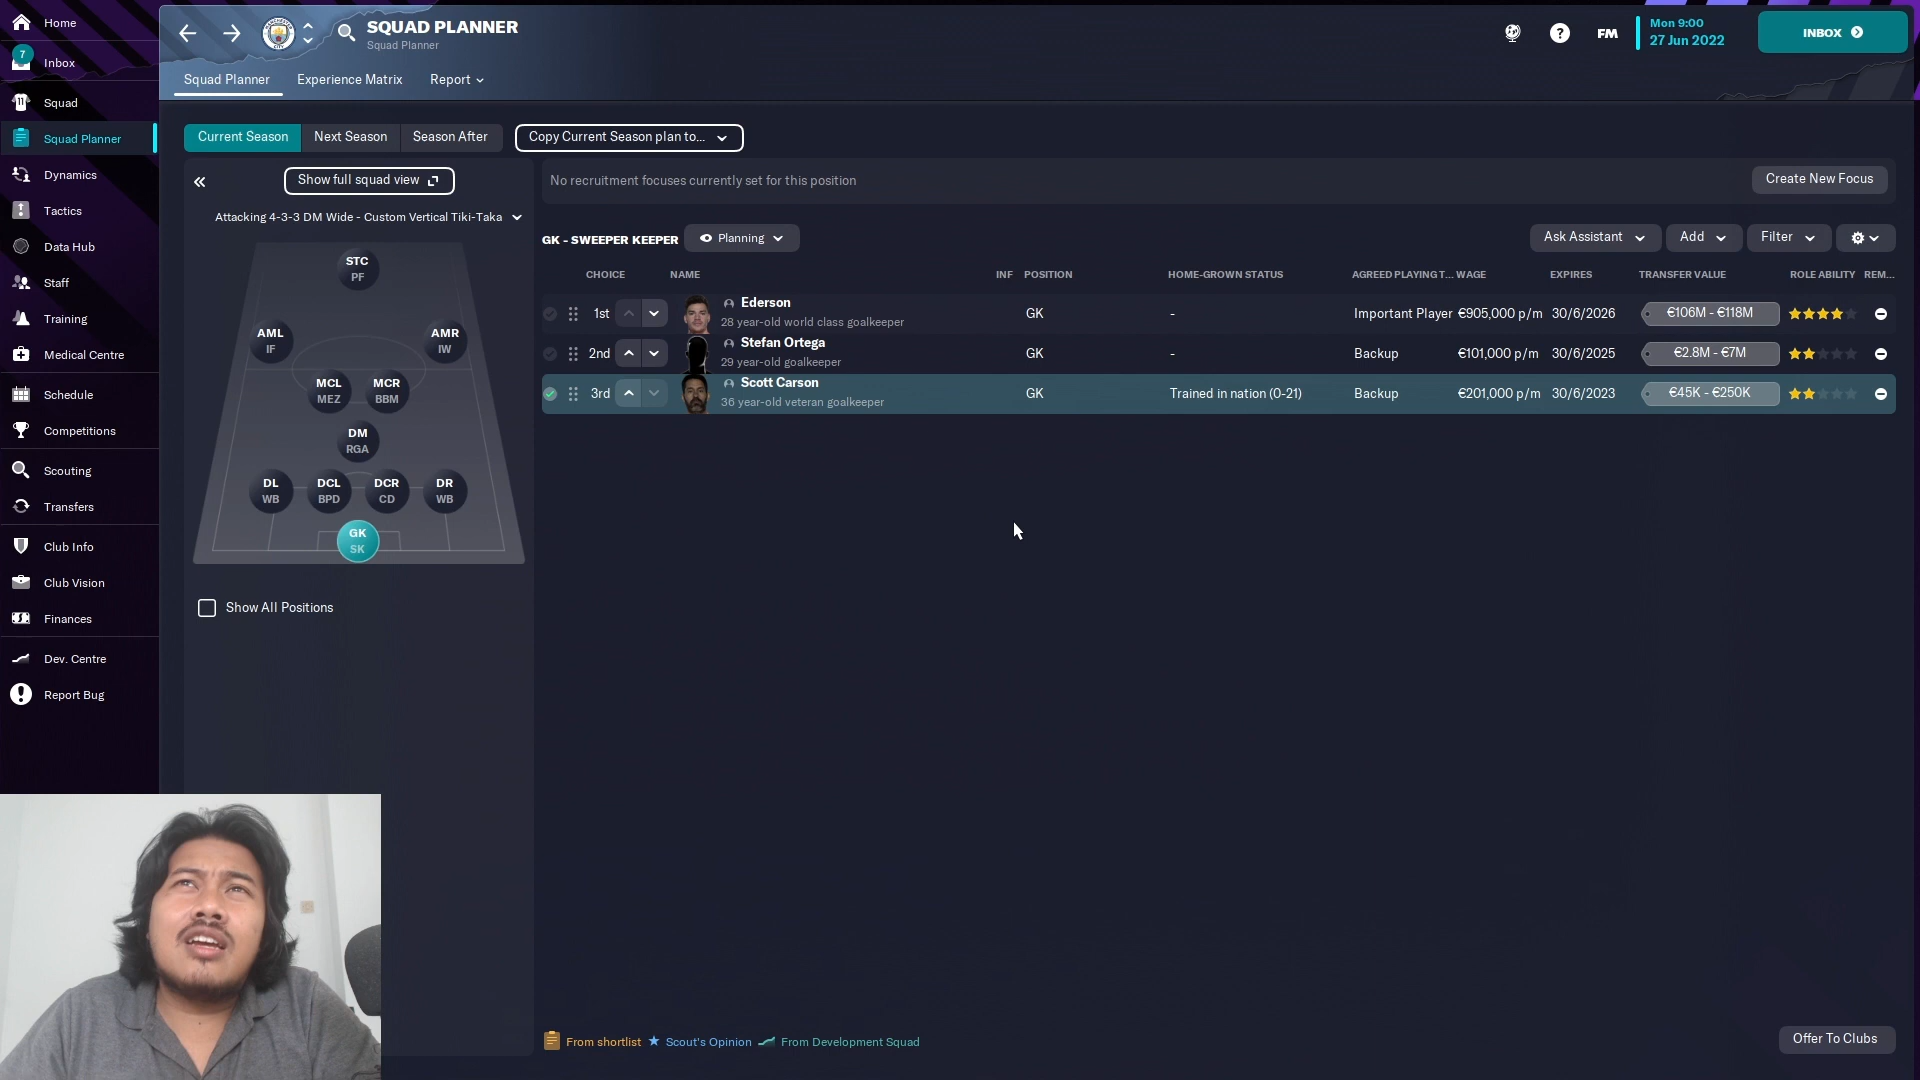 Home
7
Inbox
Squad
Squad Planner
Dynamics
Tactics
Data Hub
Staff
Training
Medical Centre
Schedule
Competitions
Scouting
Transfers
Club Info
Club Vision
Finances
Dev. Centre
Report Bug
SQUAD PLANNER
Squad Planner
FM
Mon 9:00
27 Jun 2022
INBOX
Squad Planner Experience Matrix Report
Current Season Next Season Season After Copy Current Season plan to...
Show full squad view
Attacking 4-3-3 DM Wide - Custom Vertical Tiki-Taka
STC
PF
AML
IF
AMR
IW
MCL
MEZ
MCR
BBM
DM
RGA
DL
WB
DCL
BPD
DCR
CD
DR
WB
GK
SK
Show All Positions
No recruitment focuses currently set for this position
Create New Focus
GK - SWEEPER KEEPER Planning Ask Assistant Add Filter
CHOICE NAME INF POSITION HOME-GROWN STATUS AGREED PLAYING T... WAGE EXPIRES TRANSFER VALUE ROLE ABILITY REM...
1st Ederson
28 year-old world class goalkeeper
GK - Important Player €905,000 p/m 30/6/2026 €106M - €118M
2nd Stefan Ortega
29 year-old goalkeeper
GK - Backup €101,000 p/m 30/6/2025 €2.8M - €7M
3rd Scott Carson
36 year-old veteran goalkeeper
GK Trained in nation (0-21) Backup €201,000 p/m 30/6/2023 €45K - €250K
From shortlist Scout's Opinion From Development Squad
Offer To Clubs